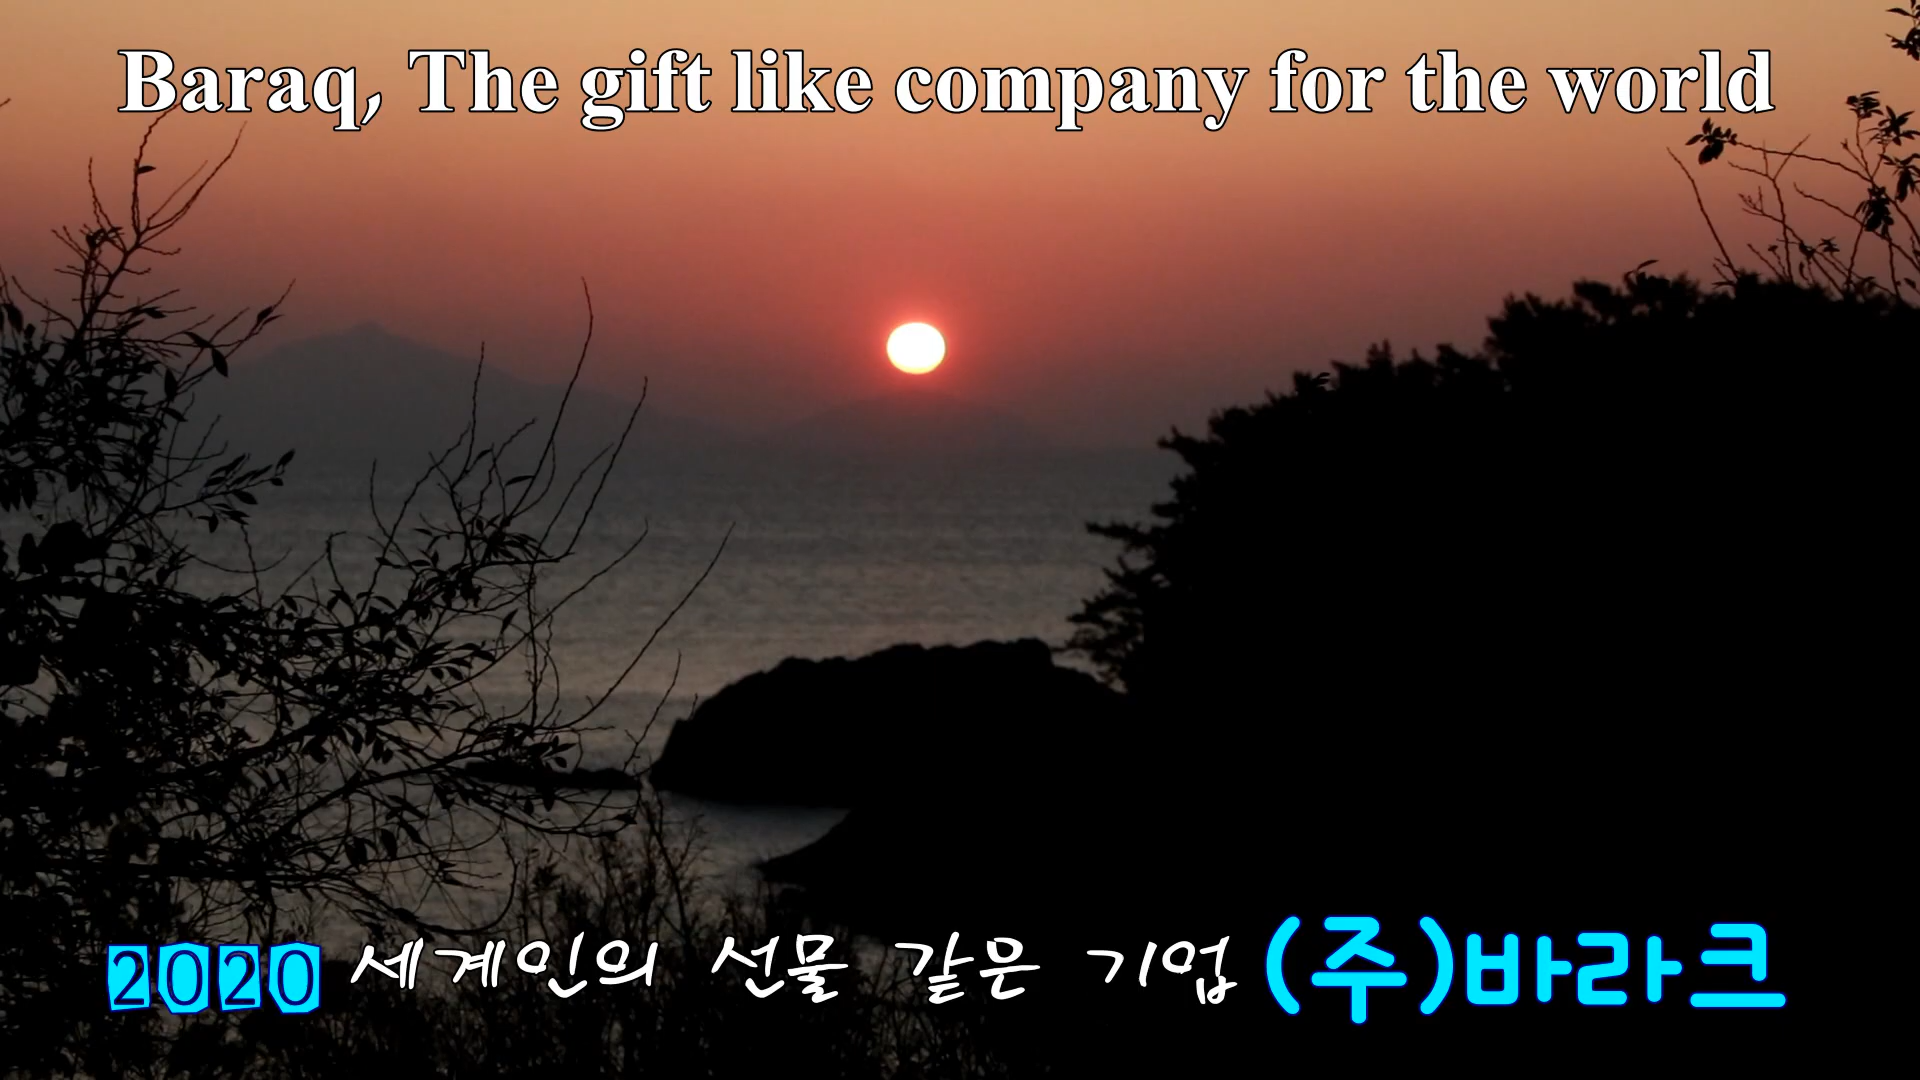 Baraq, The gift like company for the world
2020 세계인의 선물 같은 기업 (주)바라크